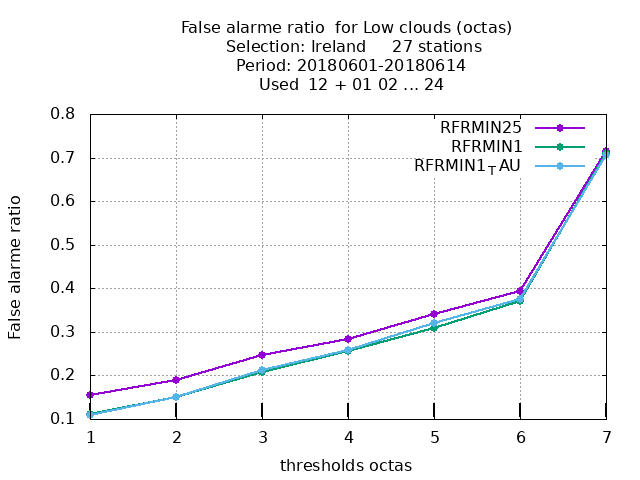 False alarme ratio  for Low clouds (octas)
Selection: Ireland     27 stations
Period: 20180601-20180614
Used  12 + 01 02 ... 24
RFRMIN25
RFRMIN1
RFRMIN1TAU
False alarme ratio
0.8
0.7
0.6
0.5
0.4
0.3
0.2
0.1
1 2 3 4 5 6 7
thresholds octas